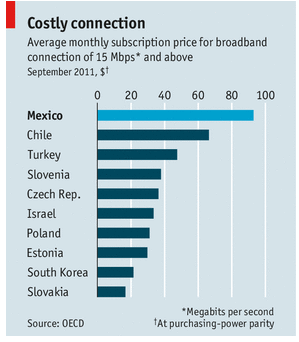 Costly connection
Average monthly subscription price for broadband
connection of 15 Mbps* and above
September 2011, $†
0 20 40 60 80 100
Mexico
Chile
Turkey
Slovenia
Czech Rep.
Israel
Poland
Estonia
South Korea
Slovakia
*Megabits per second
Source: OECD †At purchasing-power parity